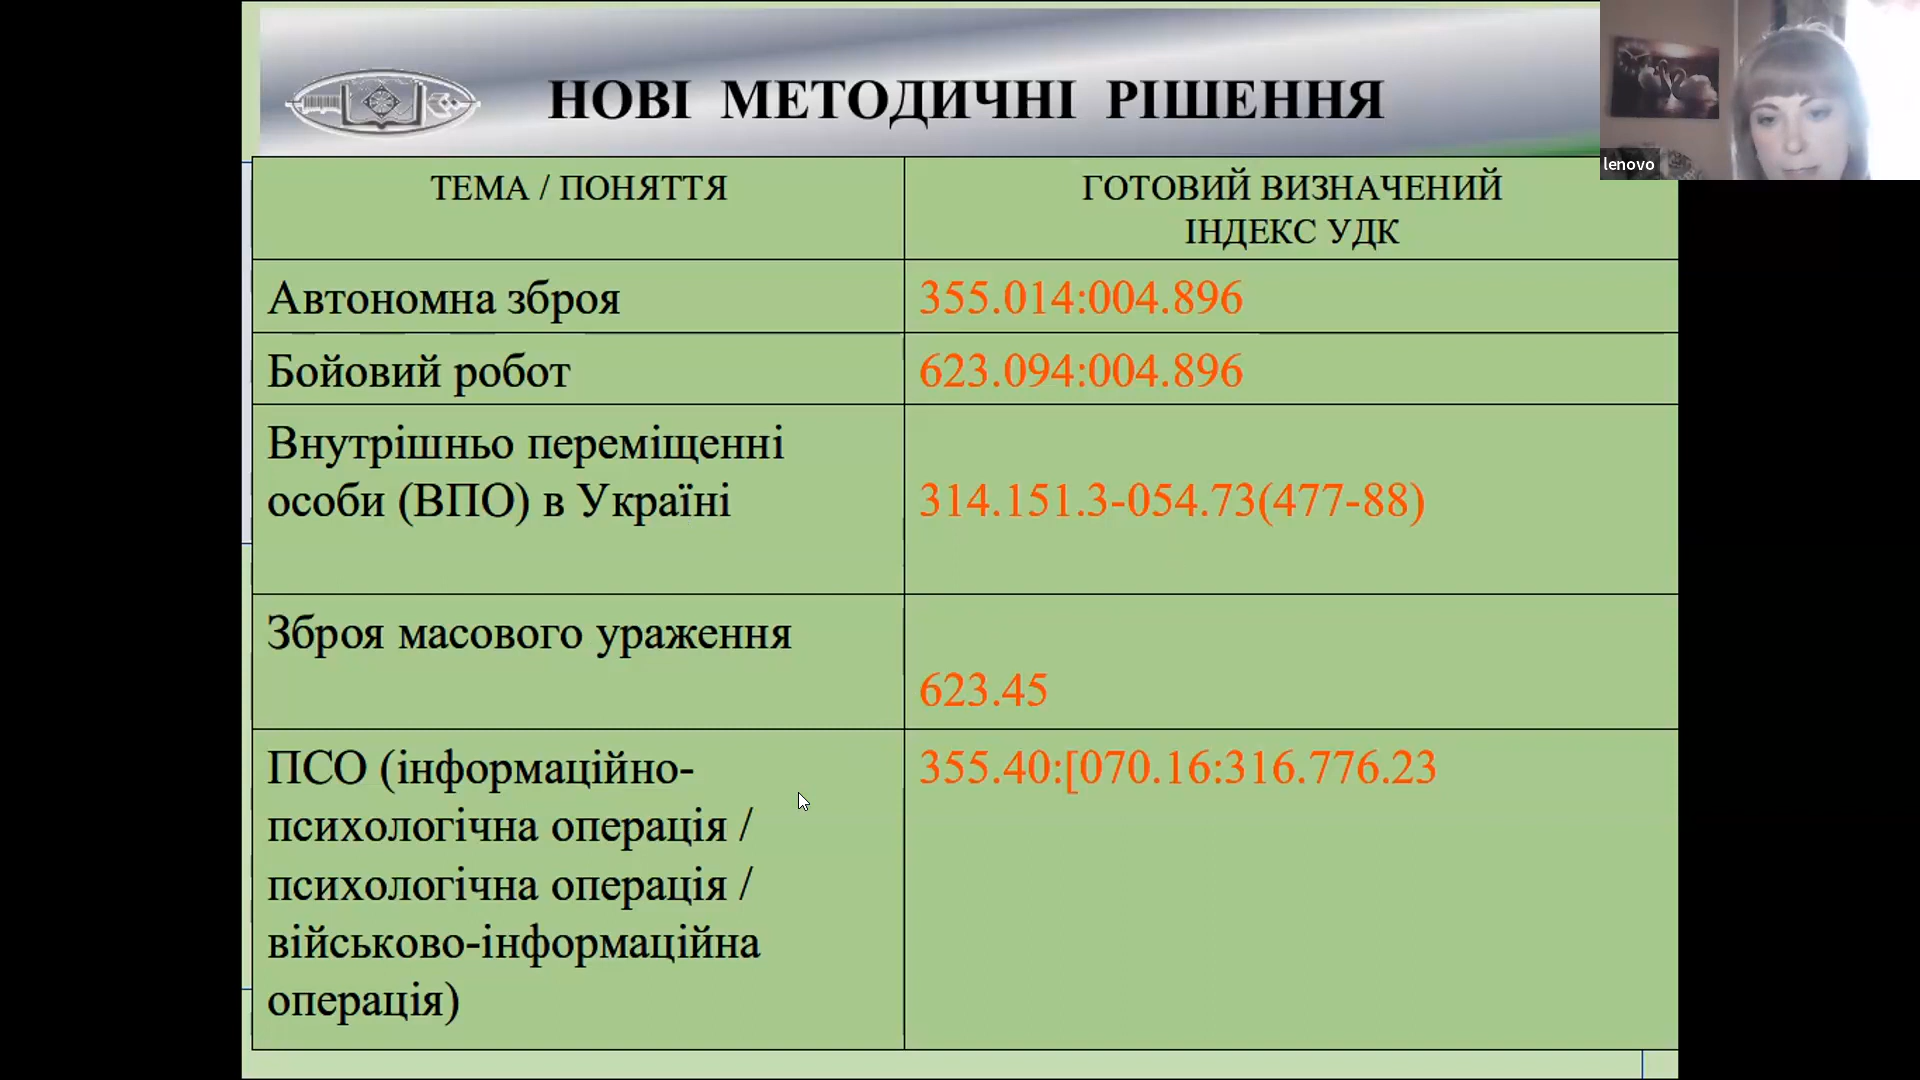 НОВІ МЕТОДИЧНІ РІШЕННЯ
lenovo
ТЕМА / ПОНЯТТЯ
ГОТОВИЙ ВИЗНАЧЕНИЙ
ІНДЕКС УДК
Автономна зброя
355.014:004.896
Бойовий робот
623.094:004.896
Внутрішньо переміщенні
особи (ВПО) в Україні
314.151.3-054.73(477-88)
Зброя масового ураження
623.45
ПСО (інформаційно-
психологічна операція /
психологічна операція /
військово-інформаційна
операція)
355.40:[070.16:316.776.23